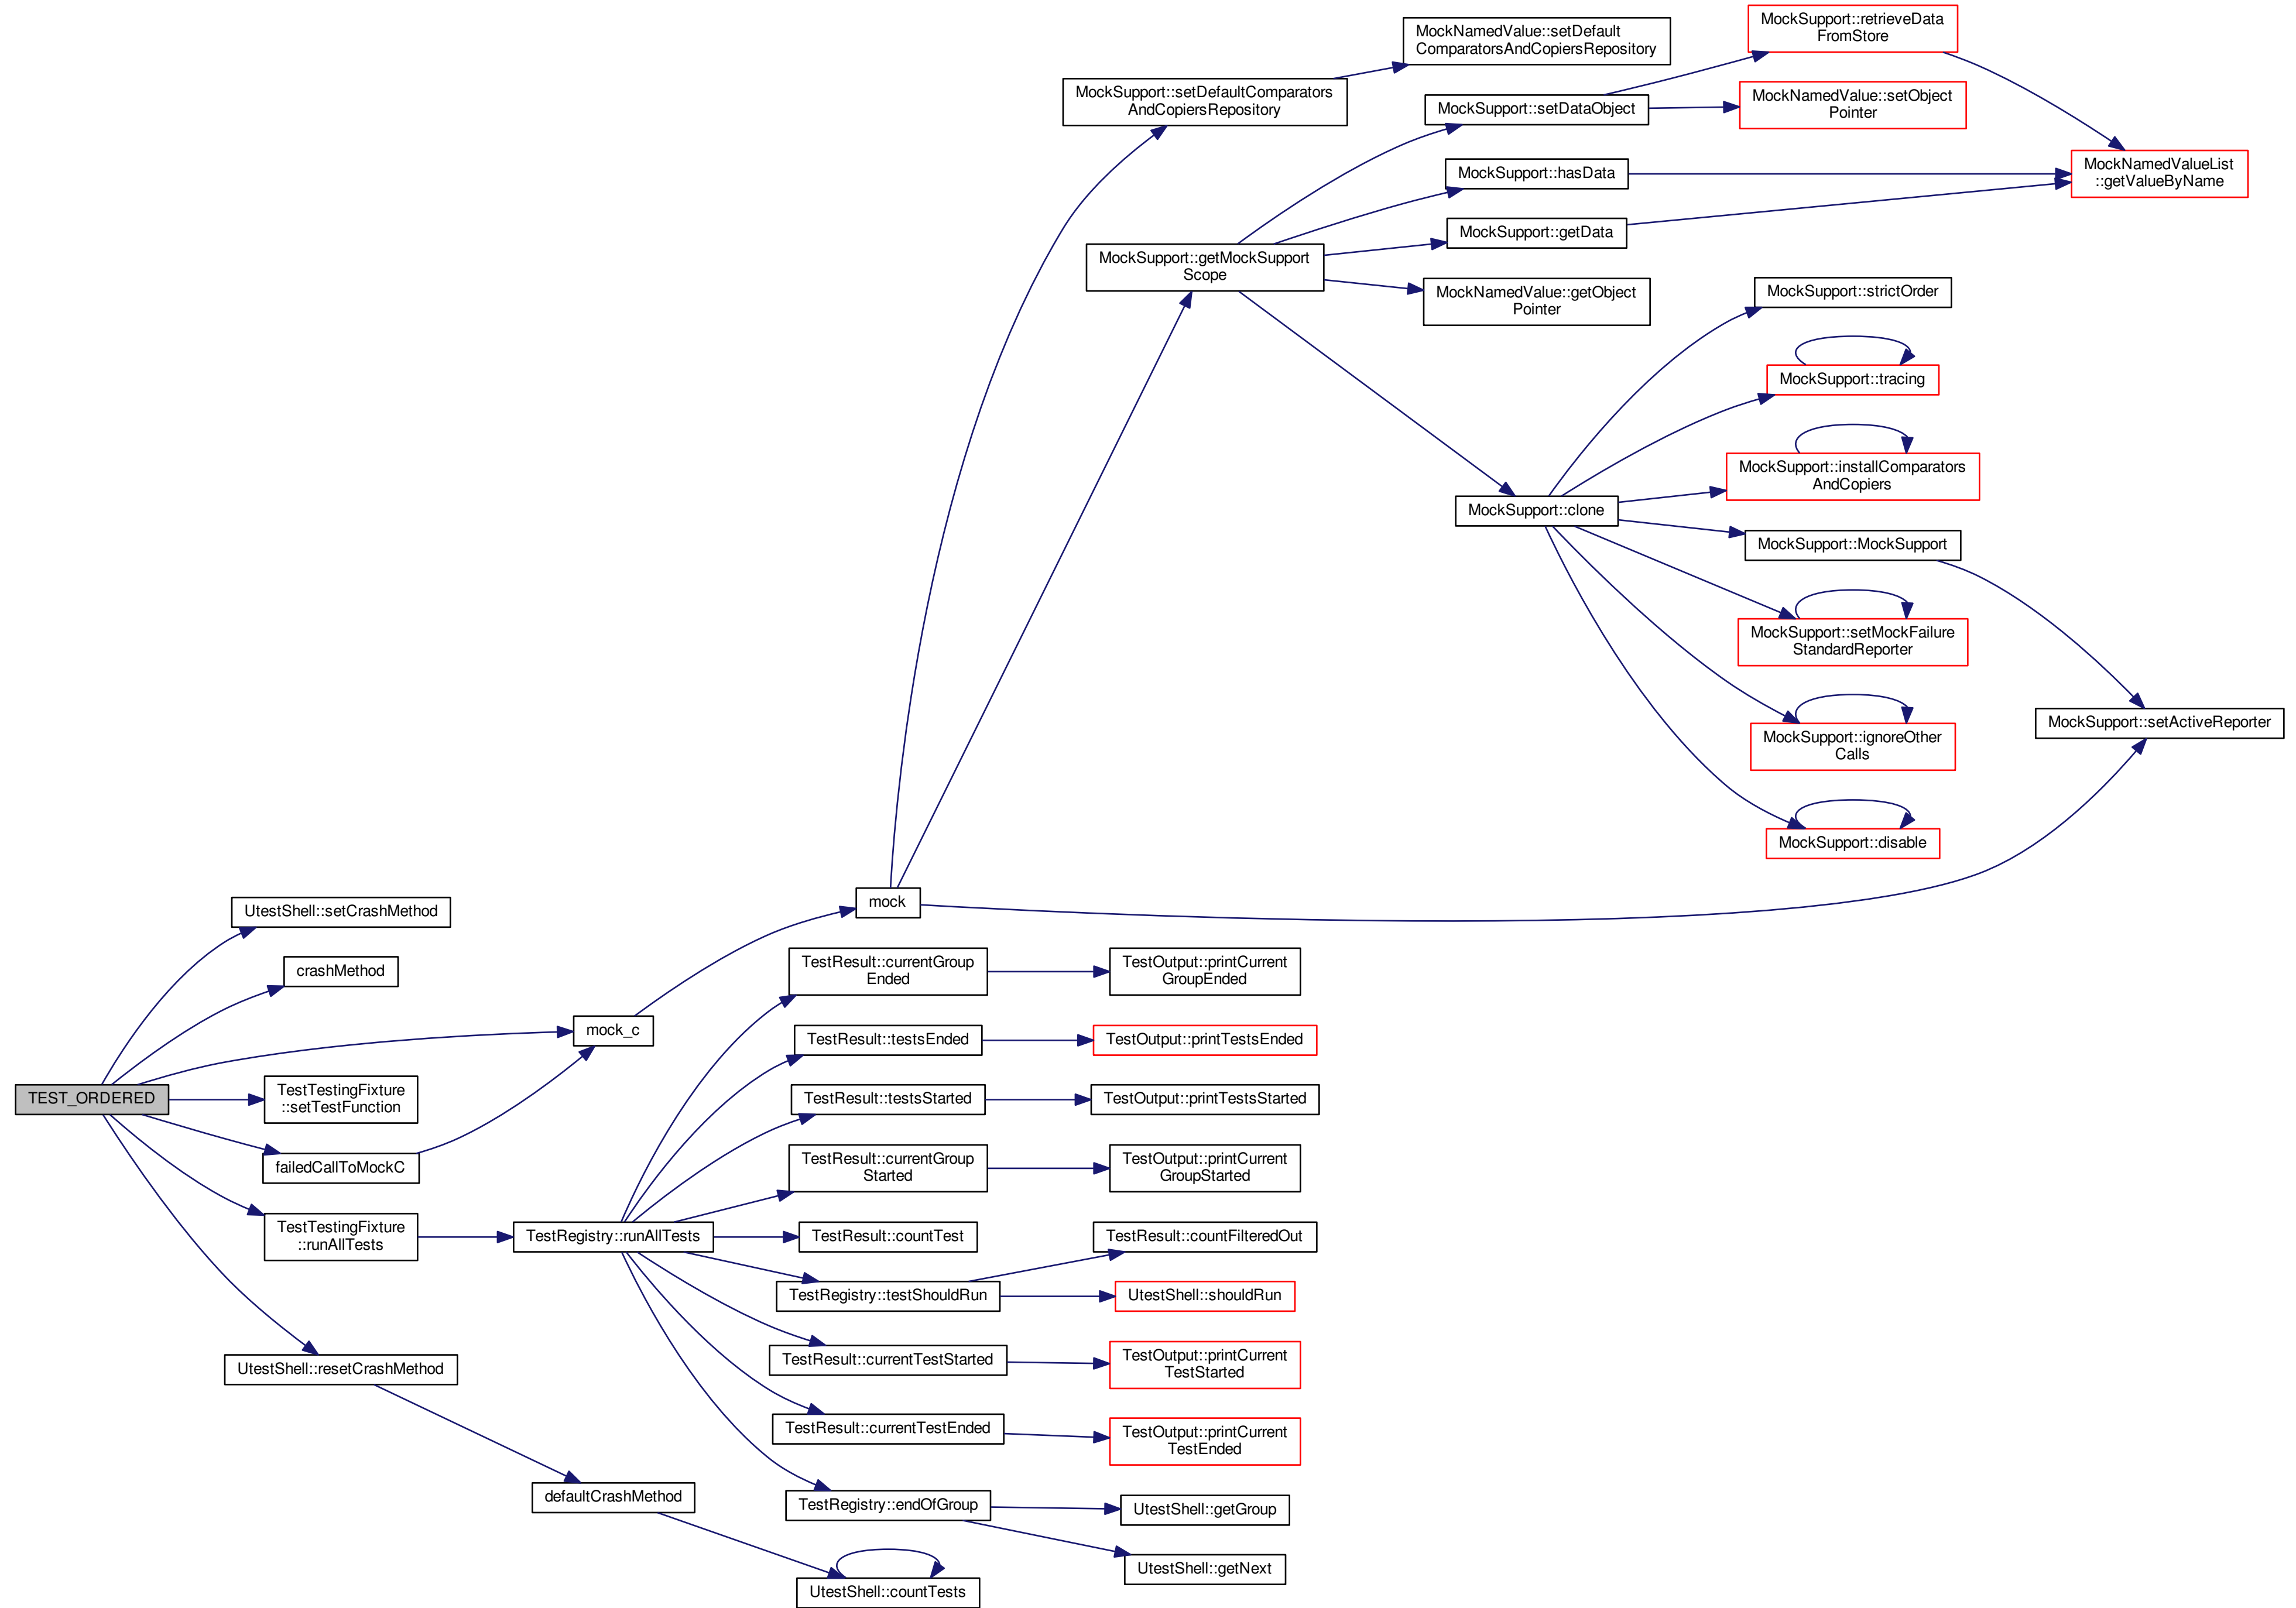 TEST_ORDERED
UtestShell::setCrashMethod
crashMethod
mock_c
TestTestingFixture
::setTestFunction
failedCallToMockC
TestTestingFixture
::runAllTests
UtestShell::resetCrashMethod
defaultCrashMethod
UtestShell::countTests
TestRegistry::runAllTests
mock
TestResult::currentGroup
Ended
TestOutput::printCurrent
GroupEnded
TestResult::testsEnded
TestOutput::printTestsEnded
TestResult::testsStarted
TestOutput::printTestsStarted
TestResult::currentGroup
Started
TestOutput::printCurrent
GroupStarted
TestResult::countTest
TestRegistry::testShouldRun
TestResult::countFilteredOut
UtestShell::shouldRun
TestResult::currentTestStarted
TestOutput::printCurrent
TestStarted
TestResult::currentTestEnded
TestOutput::printCurrent
TestEnded
TestRegistry::endOfGroup
UtestShell::getGroup
UtestShell::getNext
MockSupport::setDefaultComparators
AndCopiersRepository
MockNamedValue::setDefault
ComparatorsAndCopiersRepository
MockSupport::getMockSupport
Scope
MockSupport::setDataObject
MockSupport::retrieveData
FromStore
MockNamedValue::setObject
Pointer
MockSupport::hasData
MockNamedValueList
::getValueByName
MockSupport::getData
MockNamedValue::getObject
Pointer
MockSupport::clone
MockSupport::strictOrder
MockSupport::tracing
MockSupport::installComparators
AndCopiers
MockSupport::MockSupport
MockSupport::setMockFailure
StandardReporter
MockSupport::ignoreOther
Calls
MockSupport::disable
MockSupport::setActiveReporter